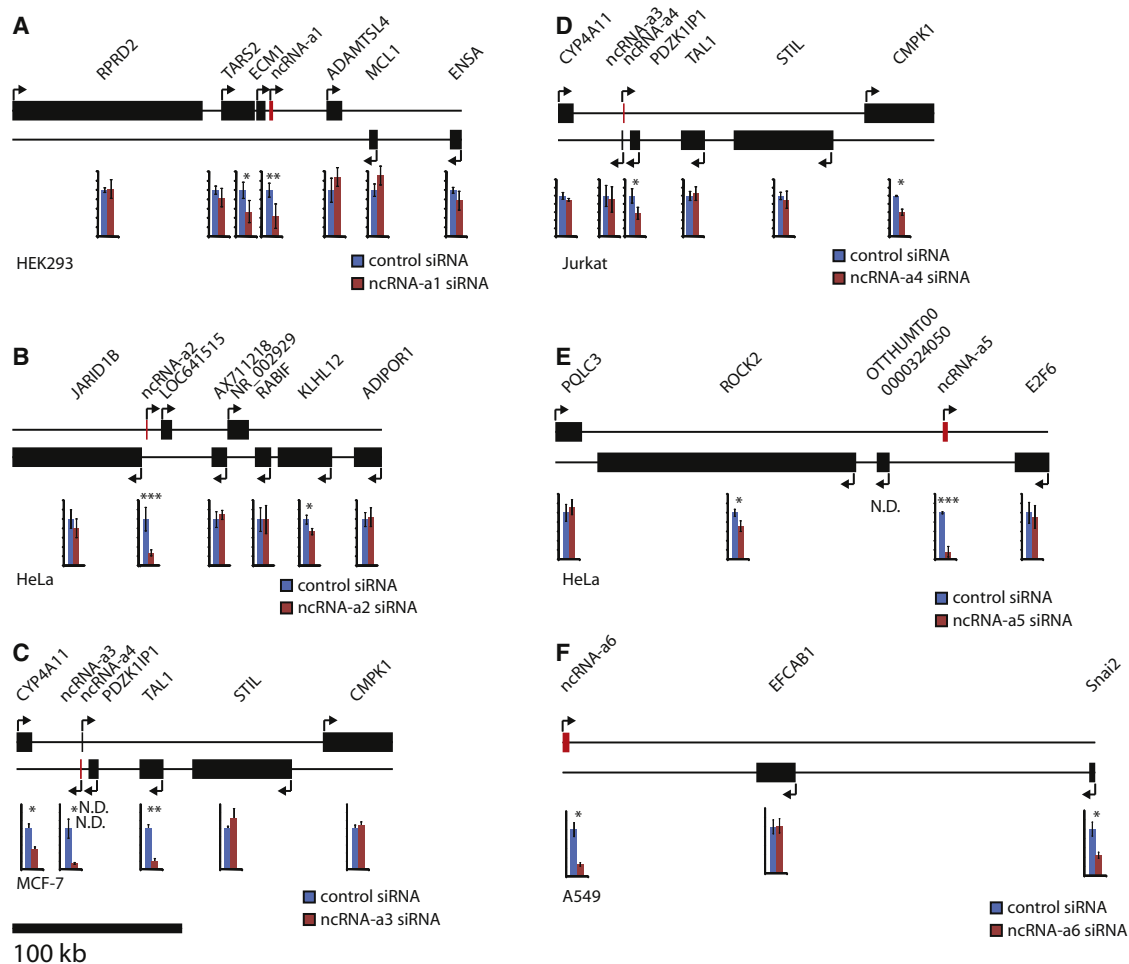 A
RPRD2
TARS2
ECM1
ncRNA-a1
ADAMTSL4
MCL1
ENSA
*
**
HEK293
control siRNA
ncRNA-a1 siRNA
B
JARID1B
ncRNA-a2
LOC641515
AX711218
NR_002929
RABIF
KLHL12
ADIPOR1
***
*
HeLa
control siRNA
ncRNA-a2 siRNA
C
CYP4A11
ncRNA-a3
ncRNA-a4
PDZK1IP1
TAL1
STIL
CMPK1
*
*
N.D.
N.D.
**
MCF-7
control siRNA
ncRNA-a3 siRNA
100 kb
D
CYP4A11
ncRNA-a3
ncRNA-a4
PDZK1IP1
TAL1
STIL
CMPK1
*
*
Jurkat
control siRNA
ncRNA-a4 siRNA
E
PQLC3
ROCK2
OTTHUMT00
000324050
ncRNA-a5
E2F6
N.D.
*
***
HeLa
control siRNA
ncRNA-a5 siRNA
F
ncRNA-a6
EFCAB1
Snai2
*
*
A549
control siRNA
ncRNA-a6 siRNA